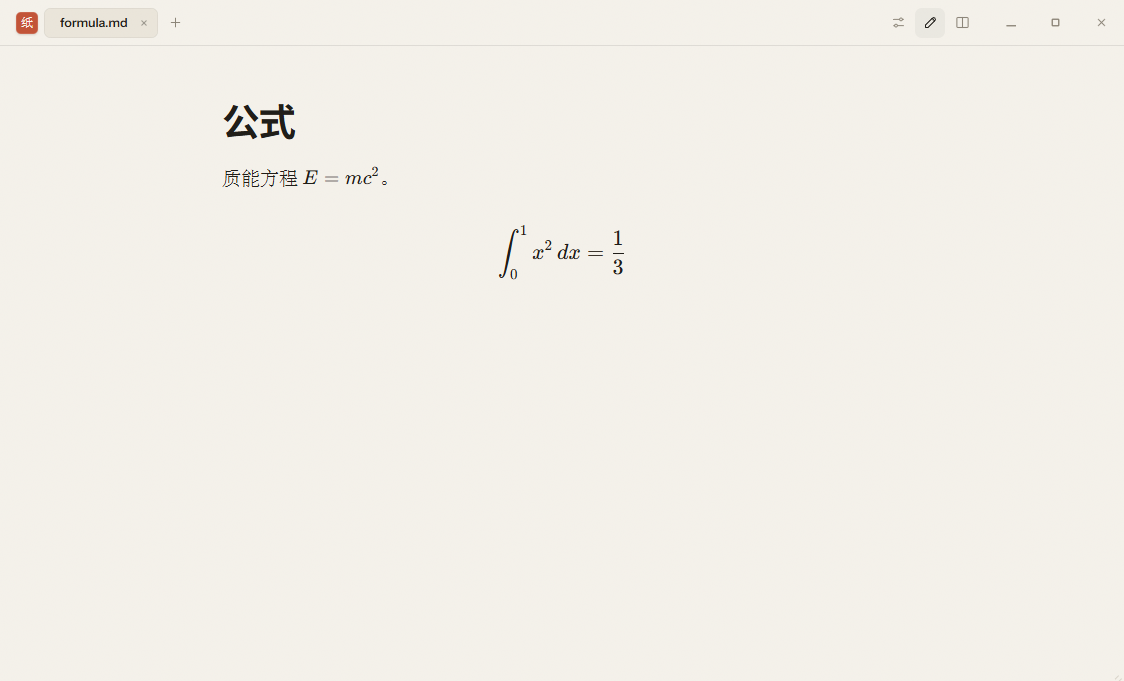 纸 formula.md × +
公式
质能方程 E = mc²。
∫₀¹ x² dx = 1/3